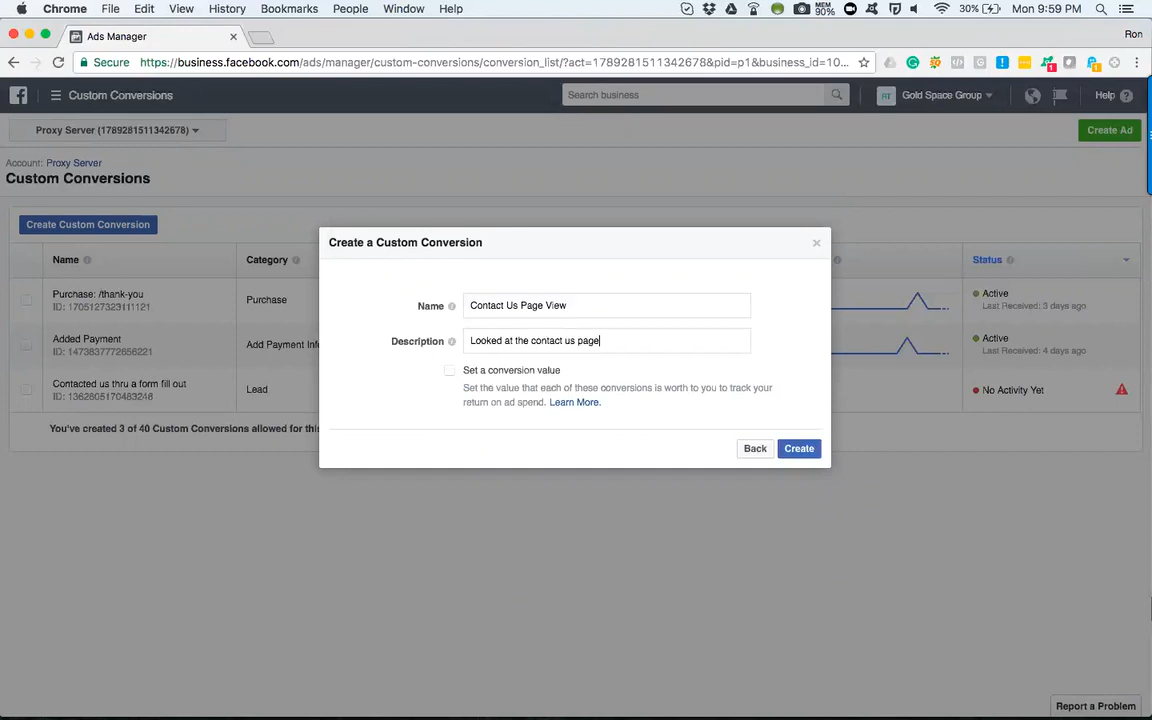 Chrome File Edit View History Bookmarks People Window Help MEM 90% 30% Mon 9:59 PM
Ads Manager Ron
Secure https://business.facebook.com/ads/manager/custom-conversions/conversion_list/?act=1789281511342678&pid=p1&business_id=10...
Custom Conversions Search business Gold Space Group Help
Proxy Server (1789281511342678) Create Ad
Account: Proxy Server
Custom Conversions
Create Custom Conversion
Name Category Status
Purchase: /thank-you
ID: 1705127323111121
Purchase
Active
Last Received: 3 days ago
Added Payment
ID: 1473837772656221
Add Payment Info
Active
Last Received: 4 days ago
Contacted us thru a form fill out
ID: 1362805170483246
Lead
No Activity Yet
You've created 3 of 40 Custom Conversions allowed for this
Create a Custom Conversion
Name Contact Us Page View
Description Looked at the contact us page
Set a conversion value
Set the value that each of these conversions is worth to you to track your
return on ad spend. Learn More.
Back Create
Report a Problem